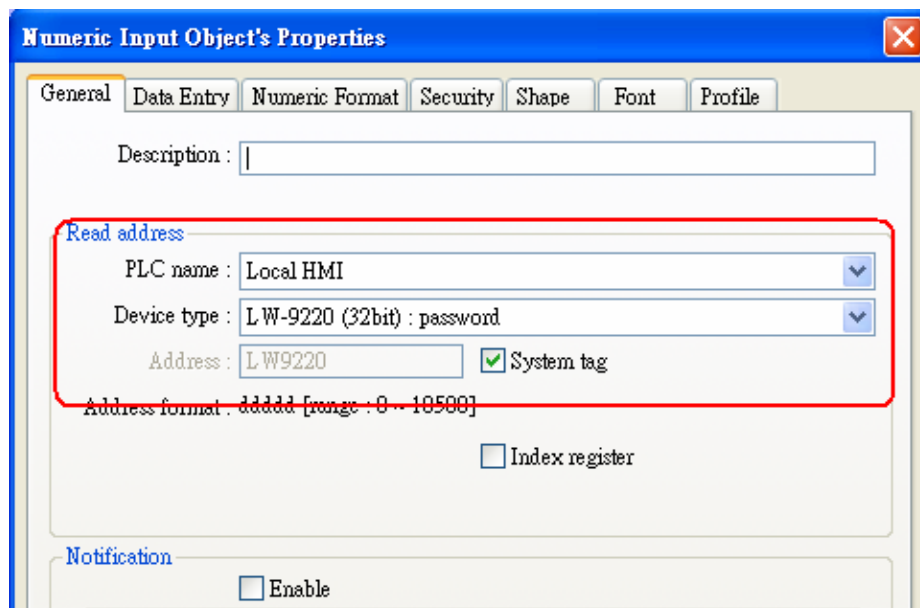 Numeric Input Object's Properties
General Data Entry Numeric Format Security Shape Font Profile
Description :
Read address
PLC name : Local HMI
Device type : LW-9220 (32bit) : password
Address : LW9220 System tag
Address format : ddddd [range : 0 ~ 10500]
Index register
Notification
Enable